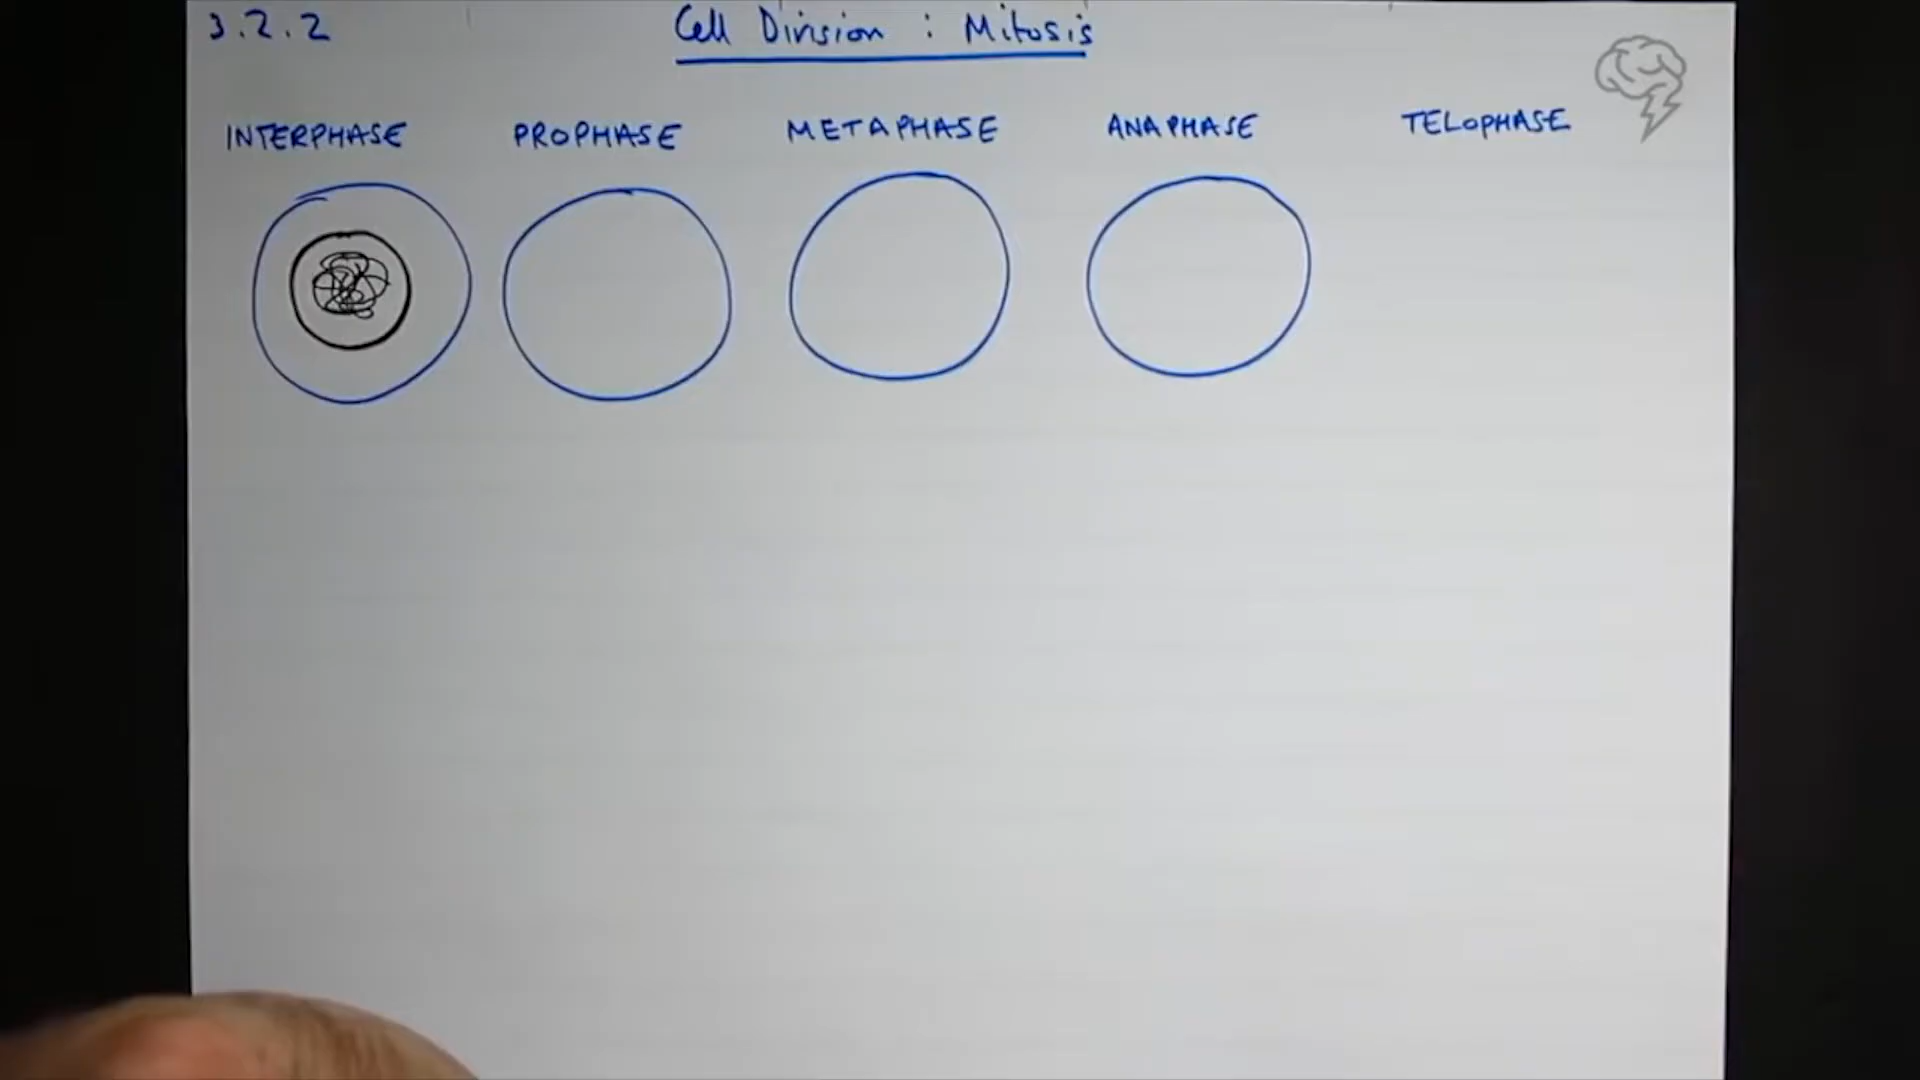 3.2.2
Cell Division : Mitosis
INTERPHASE PROPHASE METAPHASE ANAPHASE TELOPHASE